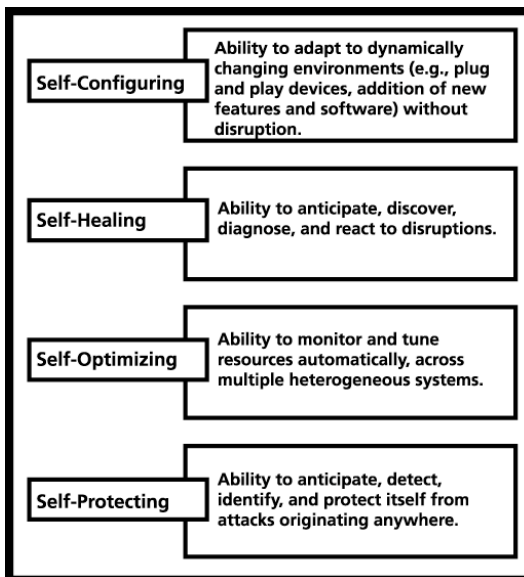 Self-Configuring
Ability to adapt to dynamically
changing environments (e.g., plug
and play devices, addition of new
features and software) without
disruption.
Self-Healing
Ability to anticipate, discover,
diagnose, and react to disruptions.
Self-Optimizing
Ability to monitor and tune
resources automatically, across
multiple heterogeneous systems.
Self-Protecting
Ability to anticipate, detect,
identify, and protect itself from
attacks originating anywhere.